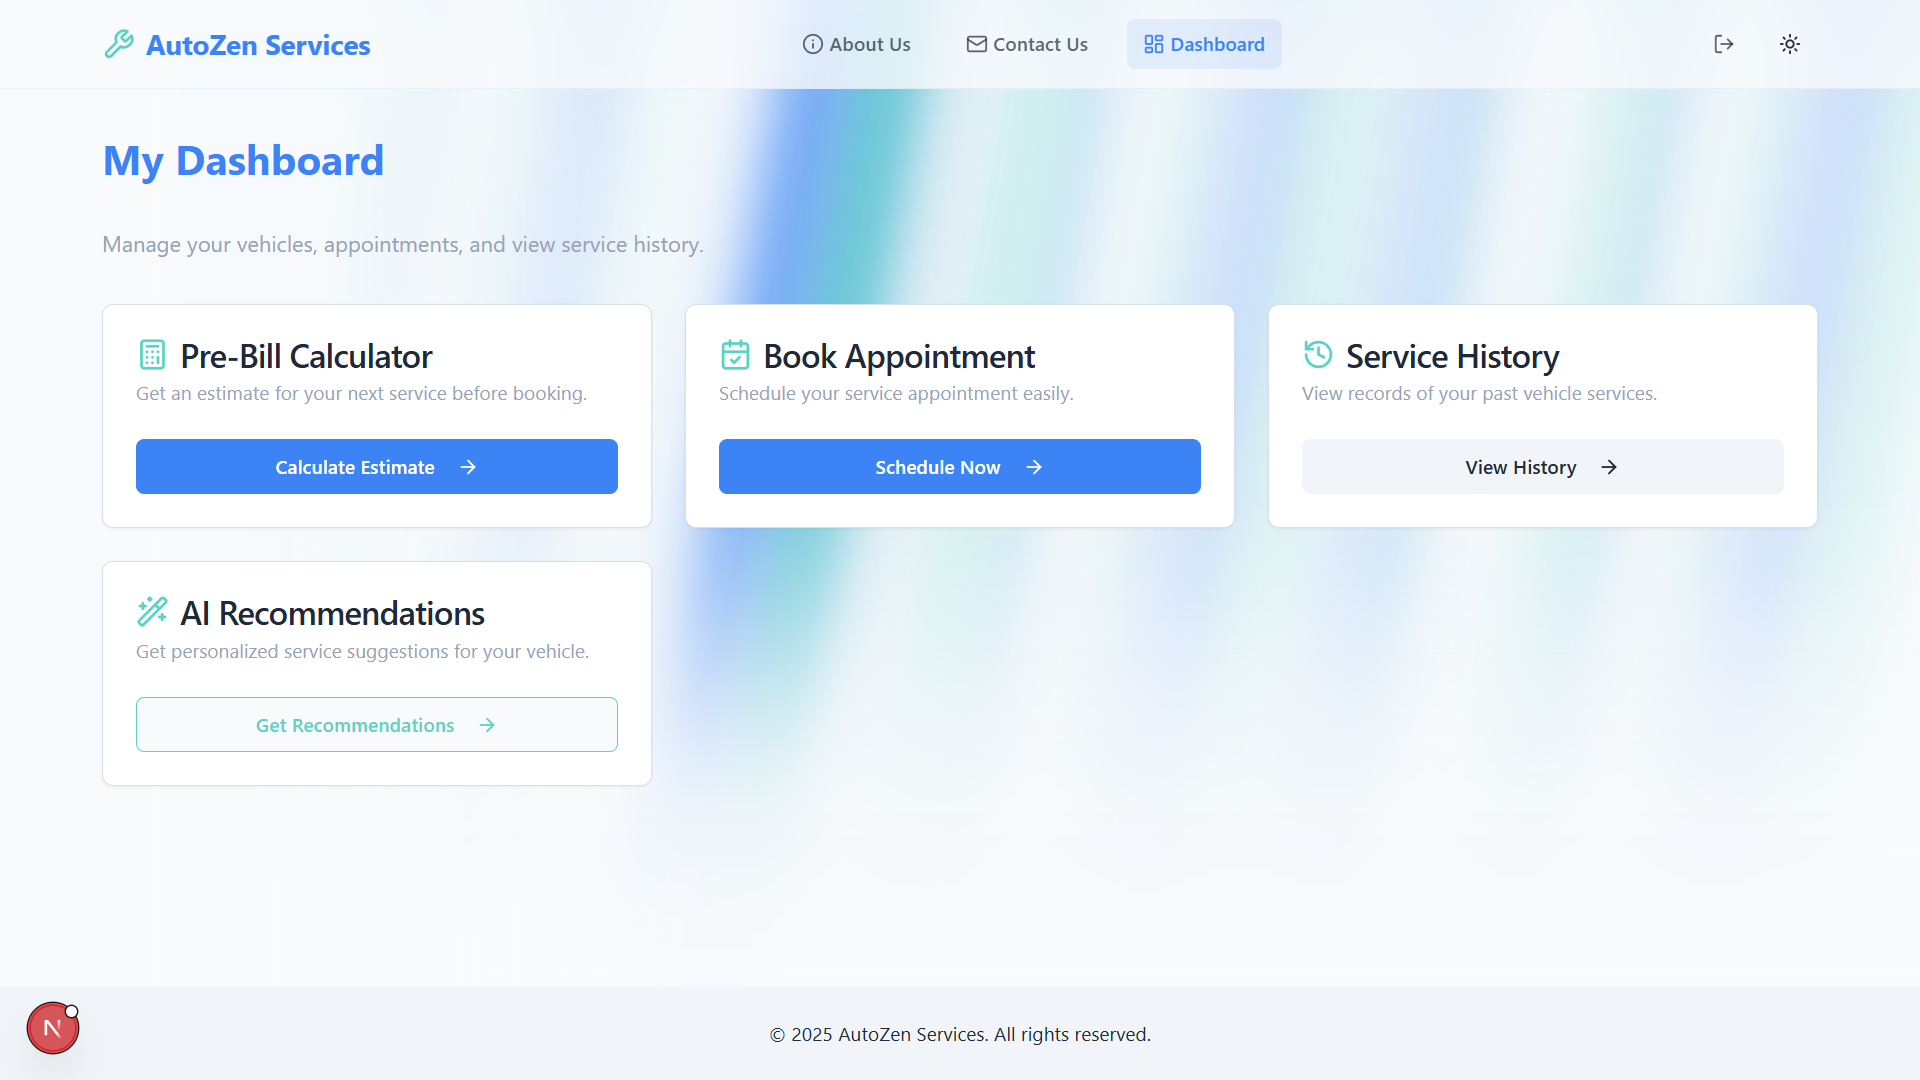 AutoZen Services
About Us
Contact Us
Dashboard
My Dashboard
Manage your vehicles, appointments, and view service history.
Pre-Bill Calculator
Get an estimate for your next service before booking.
Calculate Estimate
Book Appointment
Schedule your service appointment easily.
Schedule Now
Service History
View records of your past vehicle services.
View History
AI Recommendations
Get personalized service suggestions for your vehicle.
Get Recommendations
N
© 2025 AutoZen Services. All rights reserved.